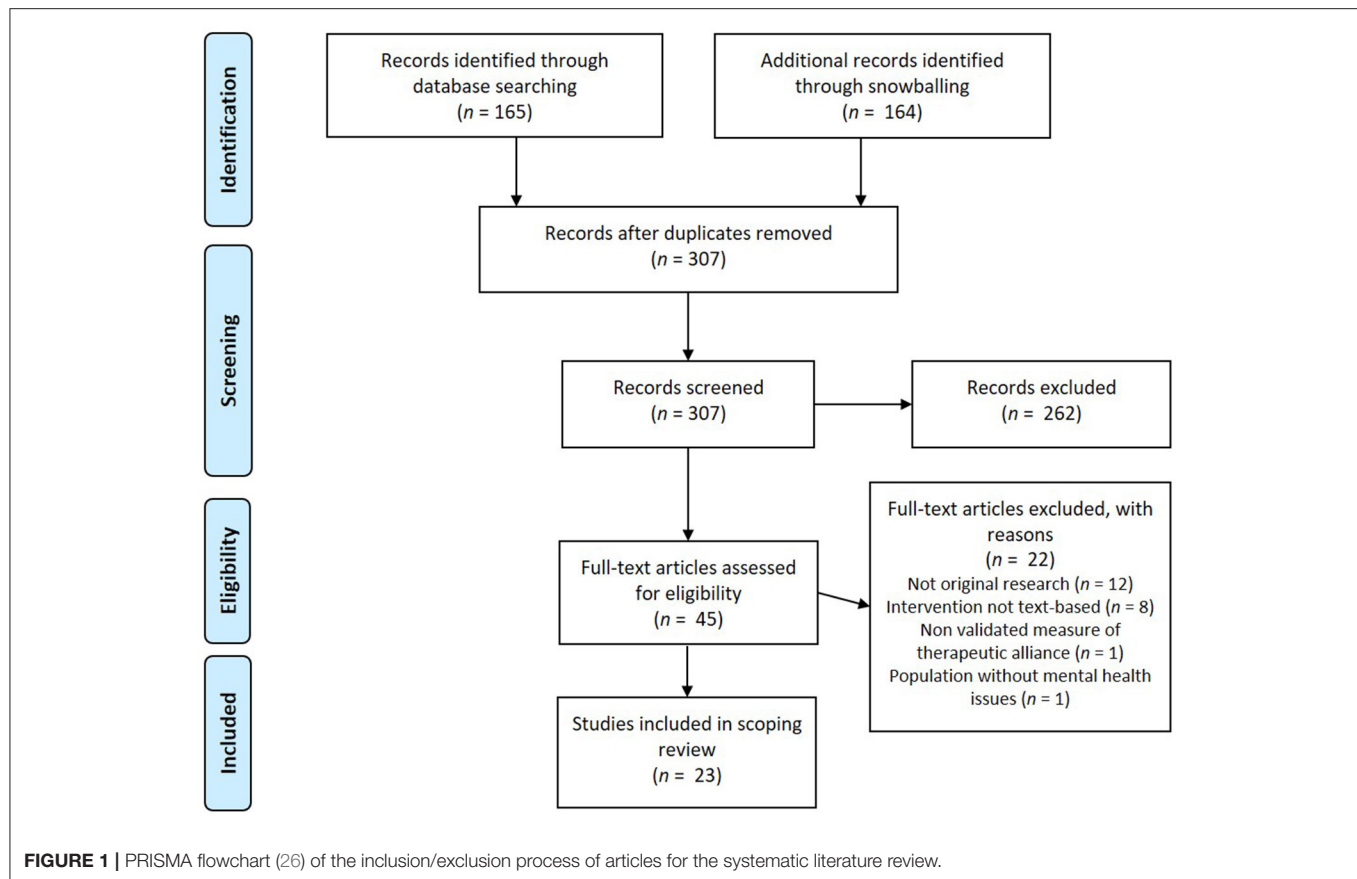 Identification
Records identified through
database searching
(n = 165)
Additional records identified
through snowballing
(n = 164)
Records after duplicates removed
(n = 307)
Screening
Records screened
(n = 307)
Records excluded
(n = 262)
Eligibility
Full-text articles assessed
for eligibility
(n = 45)
Full-text articles excluded, with
reasons
(n = 22)
Not original research (n = 12)
Intervention not text-based (n = 8)
Non validated measure of
therapeutic alliance (n = 1)
Population without mental health
issues (n = 1)
Included
Studies included in scoping
review
(n = 23)
FIGURE 1 | PRISMA flowchart (26) of the inclusion/exclusion process of articles for the systematic literature review.